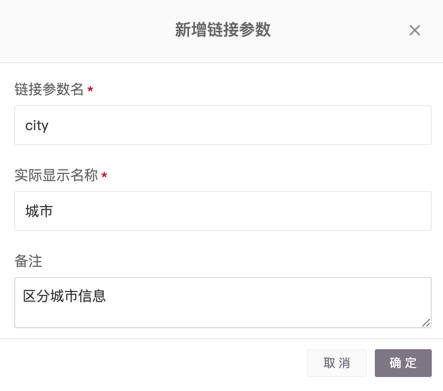 新增链接参数
链接参数名 *
city
实际显示名称 *
城市
备注
区分城市信息
取 消 确 定